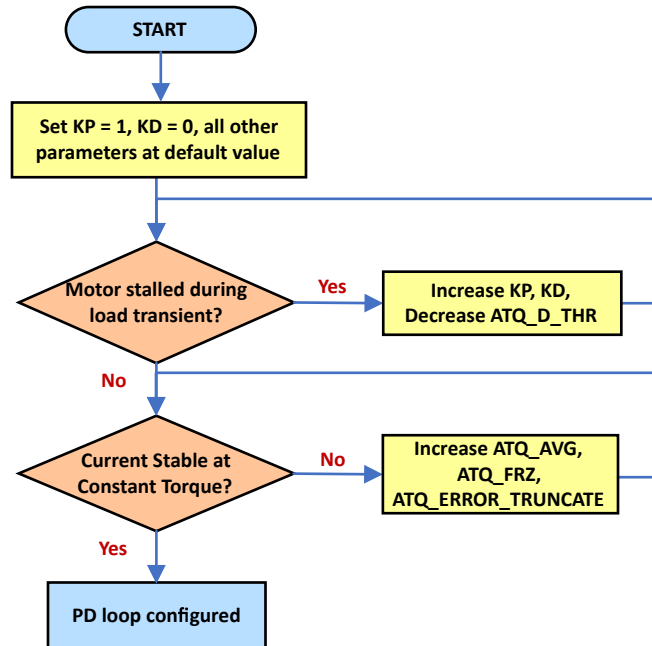 START
Set KP = 1, KD = 0, all other
parameters at default value
Motor stalled during
load transient?
Yes
Increase KP, KD,
Decrease ATQ_D_THR
No
Current Stable at
Constant Torque?
No
Increase ATQ_AVG,
ATQ_FRZ,
ATQ_ERROR_TRUNCATE
Yes
PD loop configured